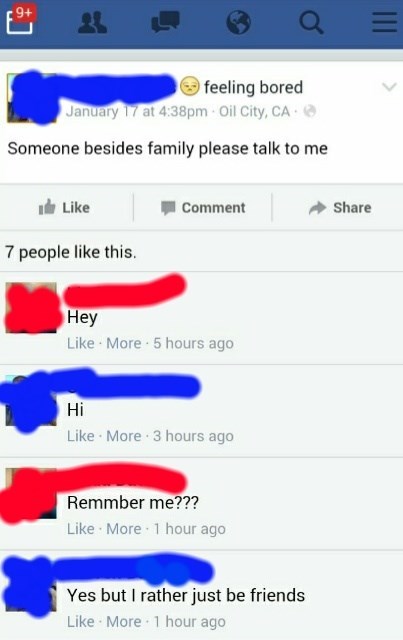 9+
feeling bored
January 17 at 4:38pm · Oil City, CA ·
Someone besides family please talk to me
Like Comment Share
7 people like this.
Hey
Like · More · 5 hours ago
Hi
Like · More · 3 hours ago
Remmber me???
Like · More · 1 hour ago
Yes but I rather just be friends
Like · More · 1 hour ago